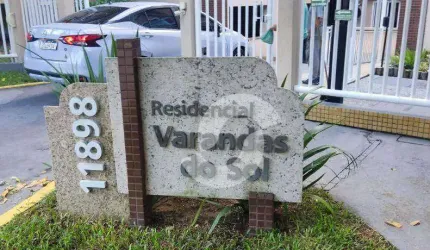 11898
Residencial
Varandas
do Sol